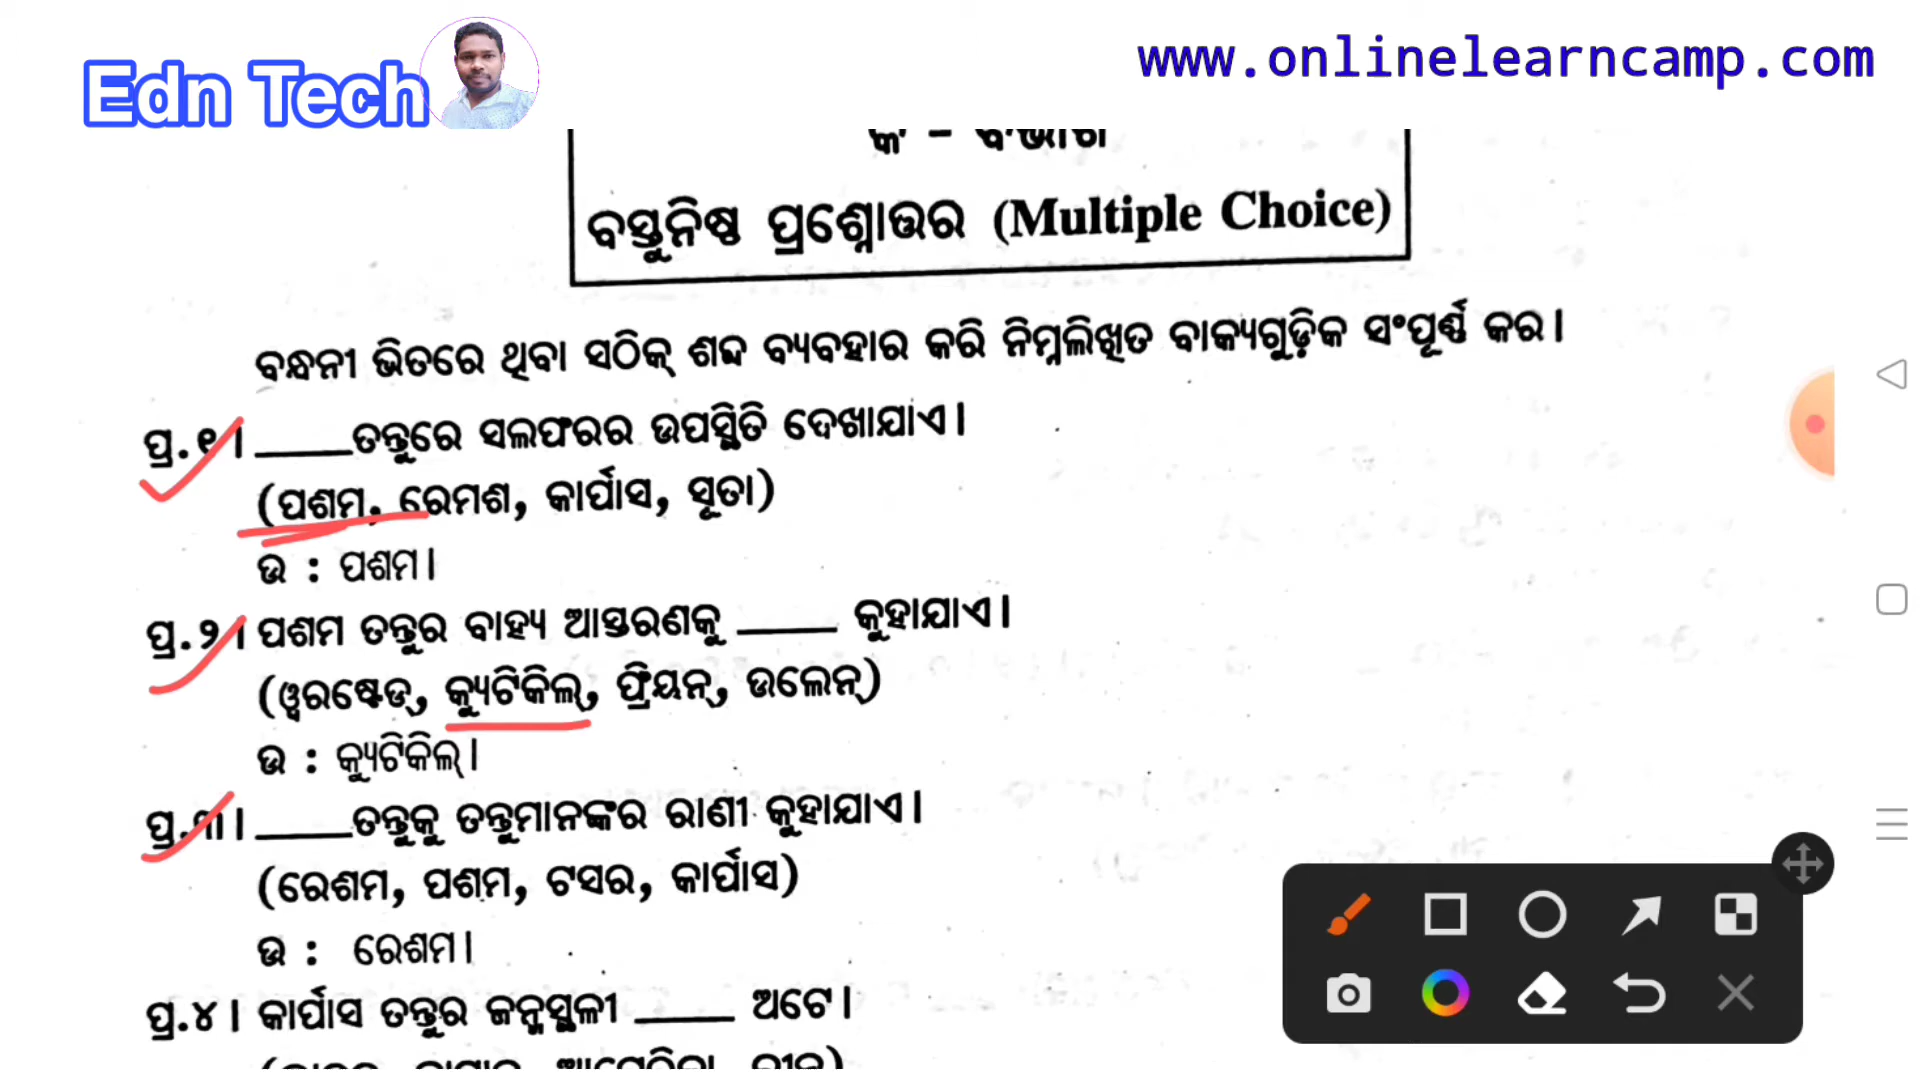 Edn Tech
www.onlinelearncamp.com
ବସ୍ତୁନିଷ୍ଠ ପ୍ରଶ୍ନୋତ୍ତର (Multiple Choice)
ବନ୍ଧନୀ ଭିତରେ ଥିବା ସଠିକ୍ ଶବ୍ଦ ବ୍ୟବହାର କରି ନିମ୍ନଲିଖିତ ବାକ୍ୟଗୁଡ଼ିକ ସଂପୂର୍ଣ୍ଣ କର।
ପ୍ର.୧। ____ତନ୍ତୁରେ ସଲଫରର ଉପସ୍ଥିତି ଦେଖାଯାଏ।
(ପଶମ, ରେମଶ, କାର୍ପାସ, ସୂତା)
ଉ : ପଶମ।
ପ୍ର.୨। ପଶମ ତନ୍ତୁର ବାହ୍ୟ ଆସ୍ତରଣକୁ ____ କୁହାଯାଏ।
(ଓ୍ବରଷ୍ଟେଡ୍, କ୍ୟୁଟିକିଲ୍, ଫ୍ରିୟନ୍, ଉଲେନ୍)
ଉ : କ୍ୟୁଟିକିଲ୍।
ପ୍ର.୩। ____ତନ୍ତୁକୁ ତନ୍ତୁମାନଙ୍କର ରାଣୀ କୁହାଯାଏ।
(ରେଶମ, ପଶମ, ଟସର, କାର୍ପାସ)
ଉ : ରେଶମ।
ପ୍ର.୪। କାର୍ପାସ ତନ୍ତୁର ଜନ୍ମସ୍ଥଳୀ ____ ଅଟେ।